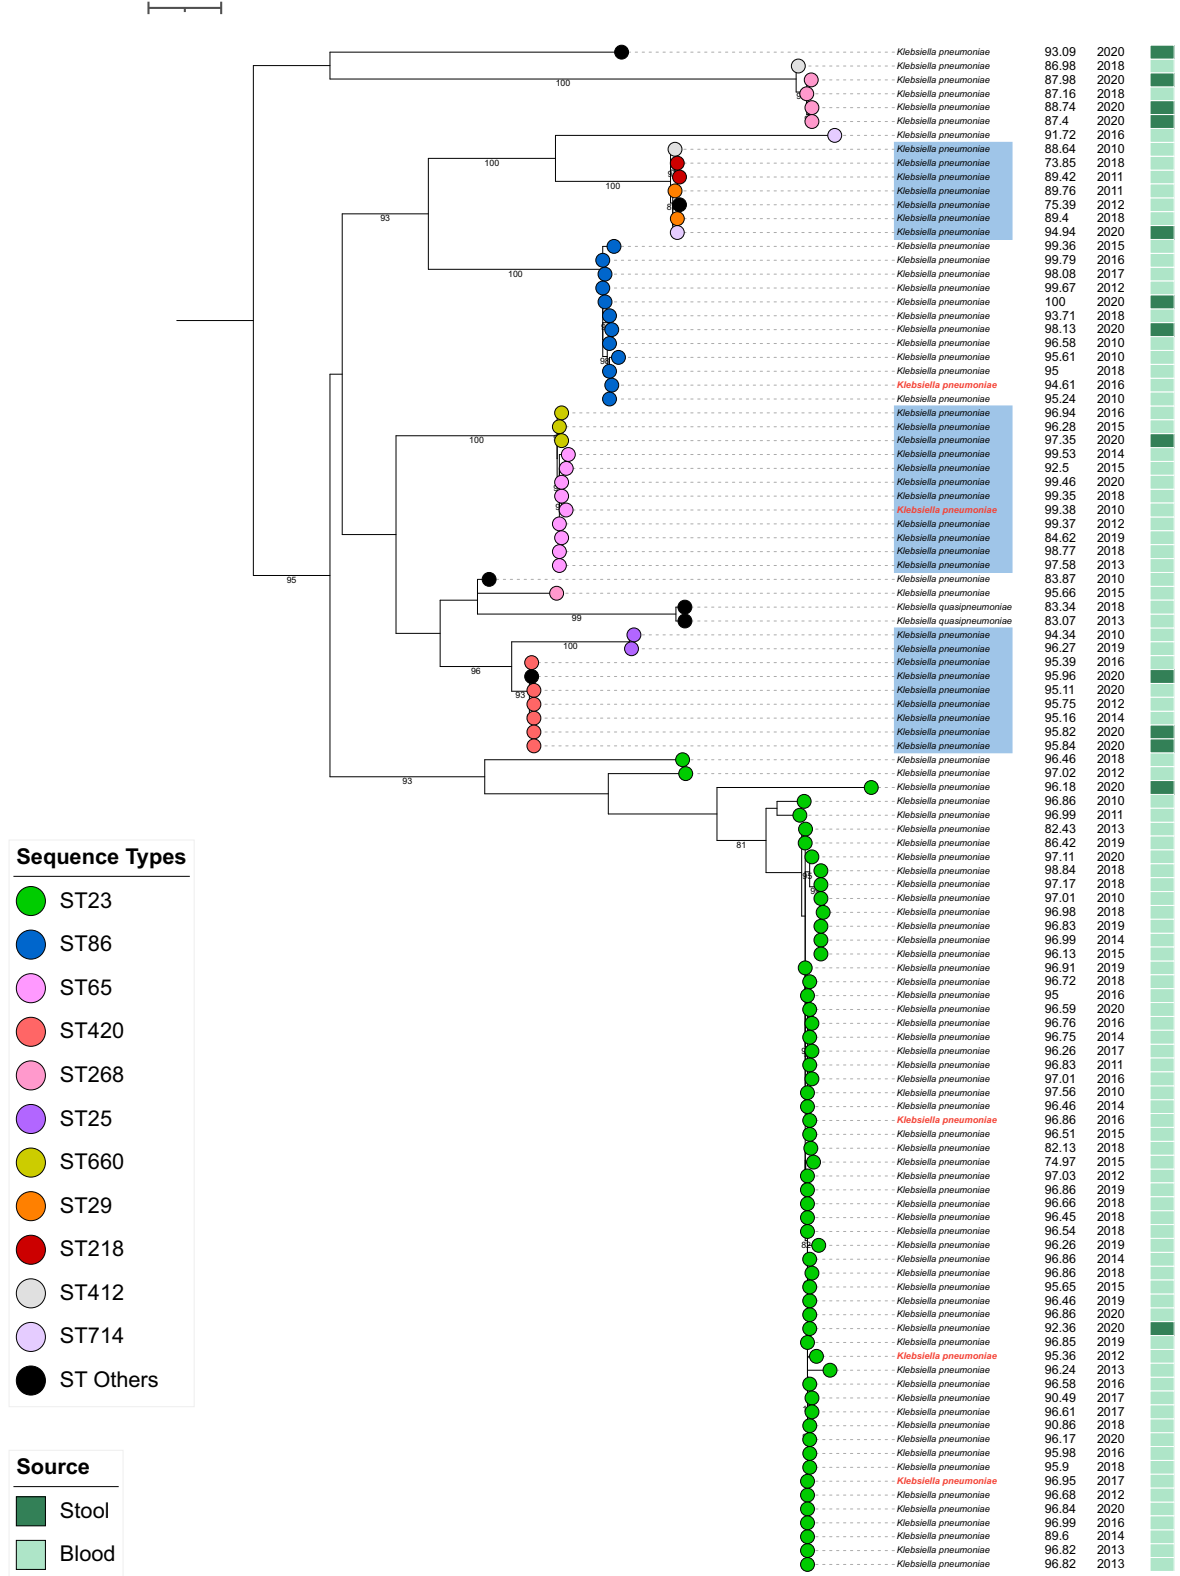 Klebsiella pneumoniae 93.09 2020
Klebsiella pneumoniae 86.98 2018
100
Klebsiella pneumoniae 87.98 2020
Klebsiella pneumoniae 87.16 2018
Klebsiella pneumoniae 88.74 2020
Klebsiella pneumoniae 87.4 2020
Klebsiella pneumoniae 91.72 2016
Klebsiella pneumoniae 88.64 2010
100
Klebsiella pneumoniae 73.85 2018
Klebsiella pneumoniae 89.42 2011
100
Klebsiella pneumoniae 89.76 2011
Klebsiella pneumoniae 75.39 2012
93
Klebsiella pneumoniae 89.4 2018
Klebsiella pneumoniae 94.94 2020
Klebsiella pneumoniae 99.36 2015
Klebsiella pneumoniae 99.79 2016
100
Klebsiella pneumoniae 98.08 2017
Klebsiella pneumoniae 99.67 2012
Klebsiella pneumoniae 100 2020
Klebsiella pneumoniae 93.71 2018
Klebsiella pneumoniae 98.13 2020
Klebsiella pneumoniae 96.58 2010
Klebsiella pneumoniae 95.61 2010
Klebsiella pneumoniae 95 2018
Klebsiella pneumoniae 94.61 2016
Klebsiella pneumoniae 95.24 2010
Klebsiella pneumoniae 96.94 2016
Klebsiella pneumoniae 96.28 2015
100
Klebsiella pneumoniae 97.35 2020
Klebsiella pneumoniae 99.53 2014
Klebsiella pneumoniae 92.5 2015
Klebsiella pneumoniae 99.46 2020
Klebsiella pneumoniae 99.35 2018
Klebsiella pneumoniae 99.38 2010
Klebsiella pneumoniae 99.37 2012
Klebsiella pneumoniae 84.62 2019
Klebsiella pneumoniae 98.77 2018
Klebsiella pneumoniae 97.58 2013
95
Klebsiella pneumoniae 83.87 2010
Klebsiella pneumoniae 95.66 2015
Klebsiella quasipneumoniae 83.34 2018
99
Klebsiella quasipneumoniae 83.07 2013
Klebsiella pneumoniae 94.34 2010
100
Klebsiella pneumoniae 96.27 2019
Klebsiella pneumoniae 95.39 2016
96
Klebsiella pneumoniae 95.96 2020
Klebsiella pneumoniae 95.11 2020
93
Klebsiella pneumoniae 95.75 2012
Klebsiella pneumoniae 95.16 2014
Klebsiella pneumoniae 95.82 2020
Klebsiella pneumoniae 95.84 2020
Klebsiella pneumoniae 96.46 2018
Klebsiella pneumoniae 97.02 2012
93
Klebsiella pneumoniae 96.18 2020
Klebsiella pneumoniae 96.86 2010
Klebsiella pneumoniae 96.99 2011
Klebsiella pneumoniae 82.43 2013
Klebsiella pneumoniae 86.42 2019
81
Klebsiella pneumoniae 97.11 2020
Klebsiella pneumoniae 98.84 2018
Klebsiella pneumoniae 97.17 2018
Klebsiella pneumoniae 97.01 2010
Klebsiella pneumoniae 96.98 2018
Klebsiella pneumoniae 96.83 2019
Klebsiella pneumoniae 96.99 2014
Klebsiella pneumoniae 96.13 2015
Klebsiella pneumoniae 96.91 2019
Klebsiella pneumoniae 96.72 2018
Klebsiella pneumoniae 95 2016
Klebsiella pneumoniae 96.59 2020
Klebsiella pneumoniae 96.76 2016
Klebsiella pneumoniae 96.75 2014
Klebsiella pneumoniae 96.26 2017
Klebsiella pneumoniae 96.83 2011
Klebsiella pneumoniae 97.01 2016
Klebsiella pneumoniae 97.56 2010
Klebsiella pneumoniae 96.46 2014
Klebsiella pneumoniae 96.86 2016
Klebsiella pneumoniae 96.51 2015
Klebsiella pneumoniae 82.13 2018
Klebsiella pneumoniae 74.97 2015
Klebsiella pneumoniae 97.03 2012
Klebsiella pneumoniae 96.86 2019
Klebsiella pneumoniae 96.66 2018
Klebsiella pneumoniae 96.45 2018
Klebsiella pneumoniae 96.54 2018
Klebsiella pneumoniae 96.26 2019
Klebsiella pneumoniae 96.86 2014
Klebsiella pneumoniae 96.86 2018
Klebsiella pneumoniae 95.65 2015
Klebsiella pneumoniae 96.46 2019
Klebsiella pneumoniae 96.86 2020
Klebsiella pneumoniae 92.36 2020
Klebsiella pneumoniae 96.85 2019
Klebsiella pneumoniae 95.36 2012
Klebsiella pneumoniae 96.24 2013
Klebsiella pneumoniae 96.58 2016
Klebsiella pneumoniae 90.49 2017
Klebsiella pneumoniae 96.61 2017
Klebsiella pneumoniae 90.86 2018
Klebsiella pneumoniae 96.17 2020
Klebsiella pneumoniae 95.98 2016
Klebsiella pneumoniae 95.9 2018
Klebsiella pneumoniae 96.95 2017
Klebsiella pneumoniae 96.68 2012
Klebsiella pneumoniae 96.84 2020
Klebsiella pneumoniae 96.99 2016
Klebsiella pneumoniae 89.6 2014
Klebsiella pneumoniae 96.82 2013
Klebsiella pneumoniae 96.82 2013
Sequence Types
ST23
ST86
ST65
ST420
ST268
ST25
ST660
ST29
ST218
ST412
ST714
ST Others
Source
Stool
Blood